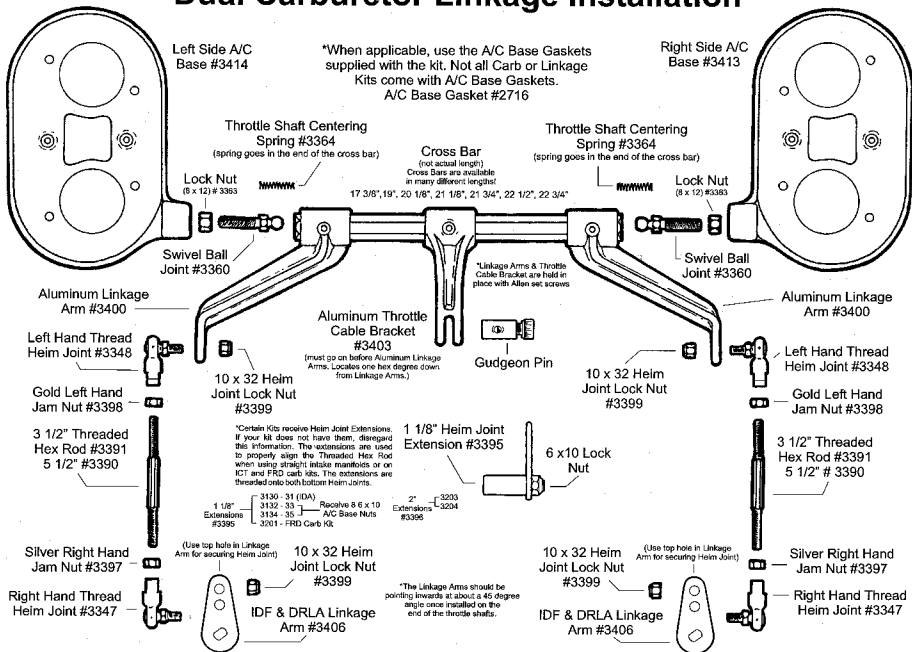 Dual Carburetor Linkage Installation
Left Side A/C
Base #3414
*When applicable, use the A/C Base Gaskets
supplied with the kit. Not all Carb or Linkage
Kits come with A/C Base Gaskets.
A/C Base Gasket #2716
Right Side A/C
Base #3413
Throttle Shaft Centering
Spring #3364
(spring goes in the end of the cross bar)
Cross Bar
(not actual length)
Cross Bars are available
in many different lengths!
17 3/8", 19", 20 1/8", 21 1/8", 21 3/4", 22 1/2", 22 3/4"
Throttle Shaft Centering
Spring #3364
(spring goes in the end of the cross bar)
Lock Nut
(8 x 12) # 3363
Lock Nut
(8 x 12) #3363
Swivel Ball
Joint #3360
*Linkage Arms & Throttle
Cable Bracket are held in
place with Allen set screws
Swivel Ball
Joint #3360
Aluminum Linkage
Arm #3400
Aluminum Linkage
Arm #3400
Aluminum Throttle
Cable Bracket
#3403
(must go on before Aluminum Linkage
Arms. Locates one hex degree down
from Linkage Arms.)
Gudgeon Pin
Left Hand Thread
Heim Joint #3348
Left Hand Thread
Heim Joint #3348
10 x 32 Heim
Joint Lock Nut
#3399
10 x 32 Heim
Joint Lock Nut
#3399
Gold Left Hand
Jam Nut #3398
Gold Left Hand
Jam Nut #3398
*Certain Kits receive Heim Joint Extensions.
If your kit does not have them, disregard
this information. The extensions are used
to properly align the Threaded Hex Rod
when using straight intake manifolds or on
ICT and FRD carb kits. The extensions are
threaded onto both bottom Heim Joints.
1 1/8" Heim Joint
Extension #3395
6 x10 Lock
Nut
3 1/2" Threaded
Hex Rod #3391
5 1/2" #3390
3 1/2" Threaded
Hex Rod #3391
5 1/2" # 3390
1 1/8"
Extensions
#3395
3130 - 31 (IDA)
3132 - 33
3134 - 35
3201 - FRD Carb Kit
Receive 8 6 x 10
A/C Base Nuts
2"
Extensions
#3396
3203
3204
(Use top hole in Linkage
Arm for securing Heim Joint)
10 x 32 Heim
Joint Lock Nut
#3399
10 x 32 Heim
Joint Lock Nut
#3399
(Use top hole in Linkage
Arm for securing Heim Joint)
Silver Right Hand
Jam Nut #3397
Silver Right Hand
Jam Nut #3397
*The Linkage Arms should be
pointing inwards at about a 45 degree
angle once installed on the
end of the throttle shafts.
Right Hand Thread
Heim Joint #3347
Right Hand Thread
Heim Joint #3347
IDF & DRLA Linkage
Arm #3406
IDF & DRLA Linkage
Arm #3406